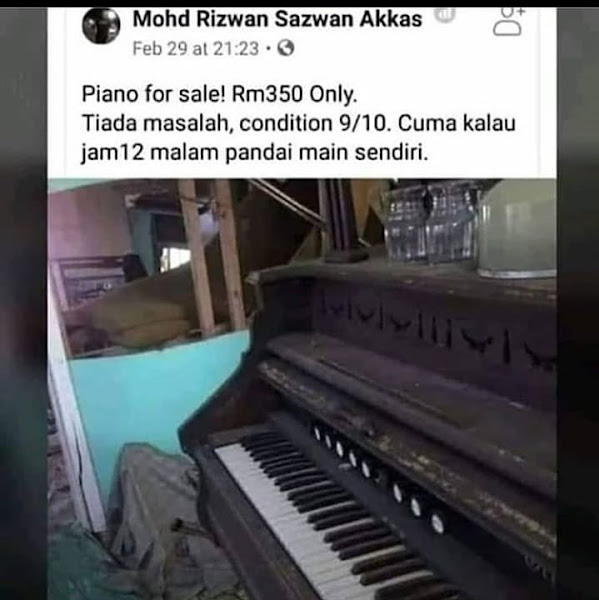 Mohd Rizwan Sazwan Akkas
Feb 29 at 21:23 •
Piano for sale! Rm350 Only.
Tiada masalah, condition 9/10. Cuma kalau
jam12 malam pandai main sendiri.